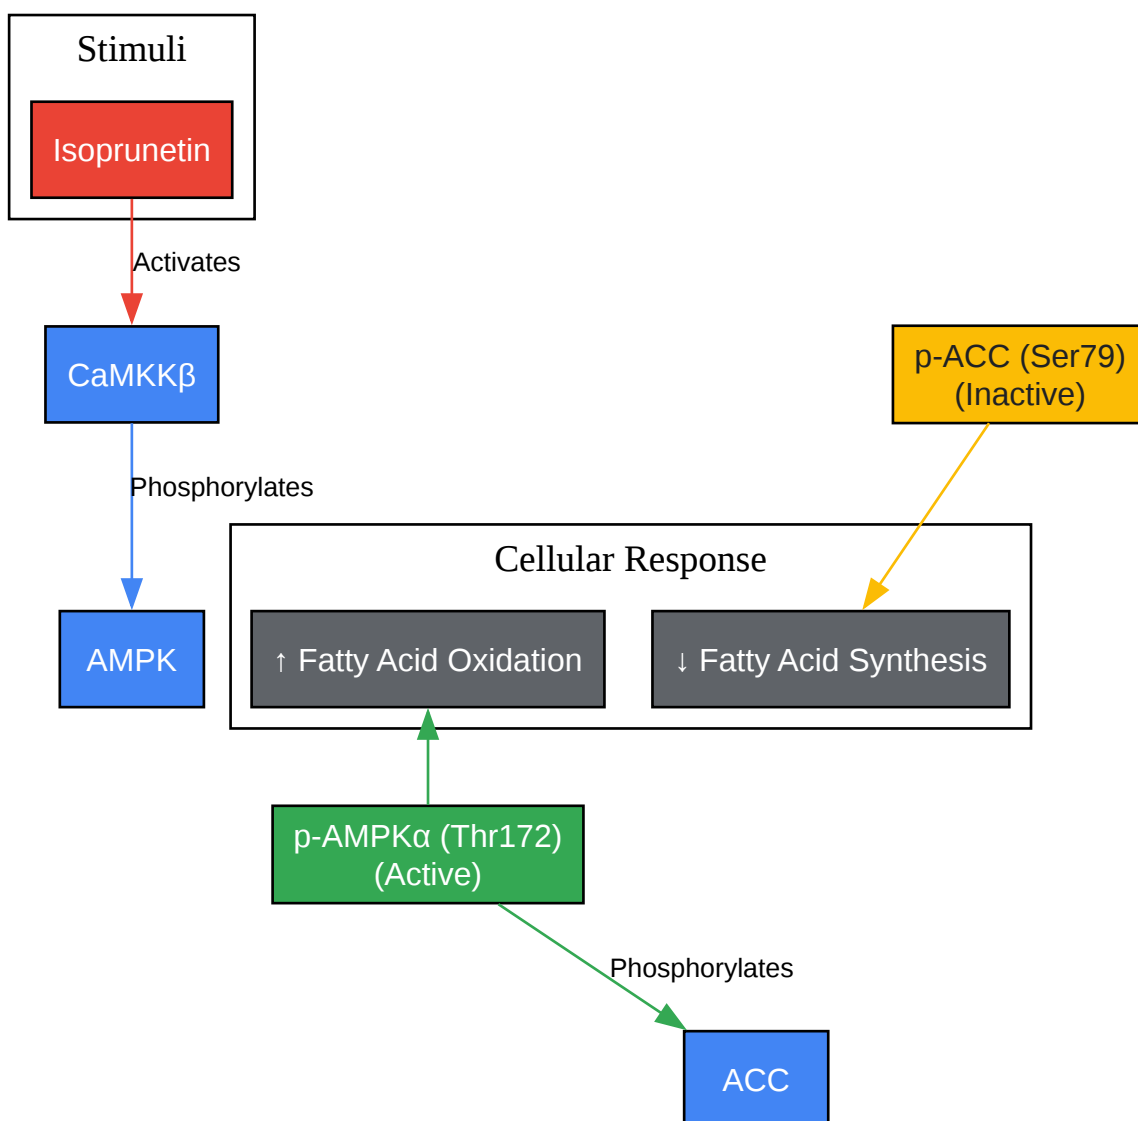 Stimuli
Isoprunetin
Activates
CaMKKβ
p-ACC (Ser79)
(Inactive)
Phosphorylates
Cellular Response
AMPK
↑ Fatty Acid Oxidation
↓ Fatty Acid Synthesis
p-AMPKα (Thr172)
(Active)
Phosphorylates
ACC